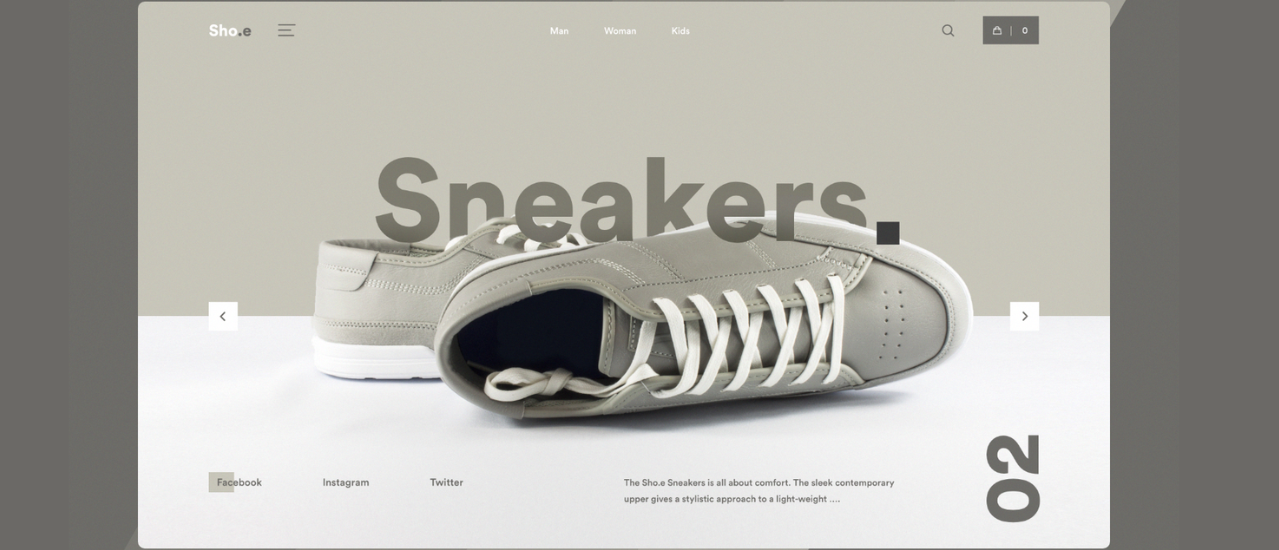 Sho.e
Man Woman Kids
0
Sneakers.
Facebook Instagram Twitter
The Sho.e Sneakers is all about comfort. The sleek contemporary
upper gives a stylistic approach to a light-weight ....
02